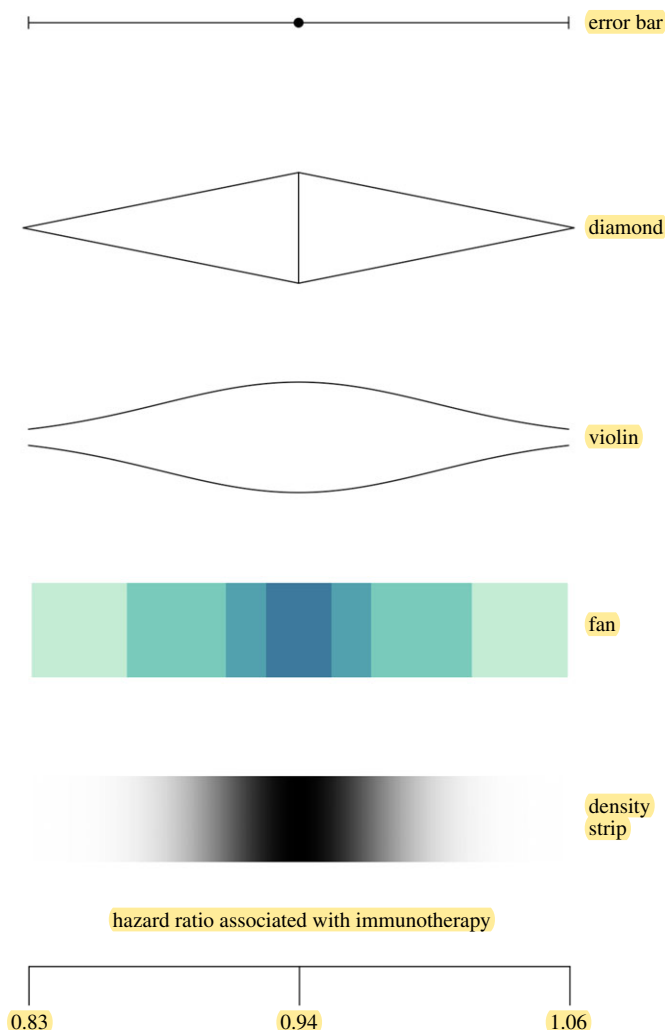 error bar
diamond
violin
fan
density
strip
hazard ratio associated with immunotherapy
0.83 0.94 1.06